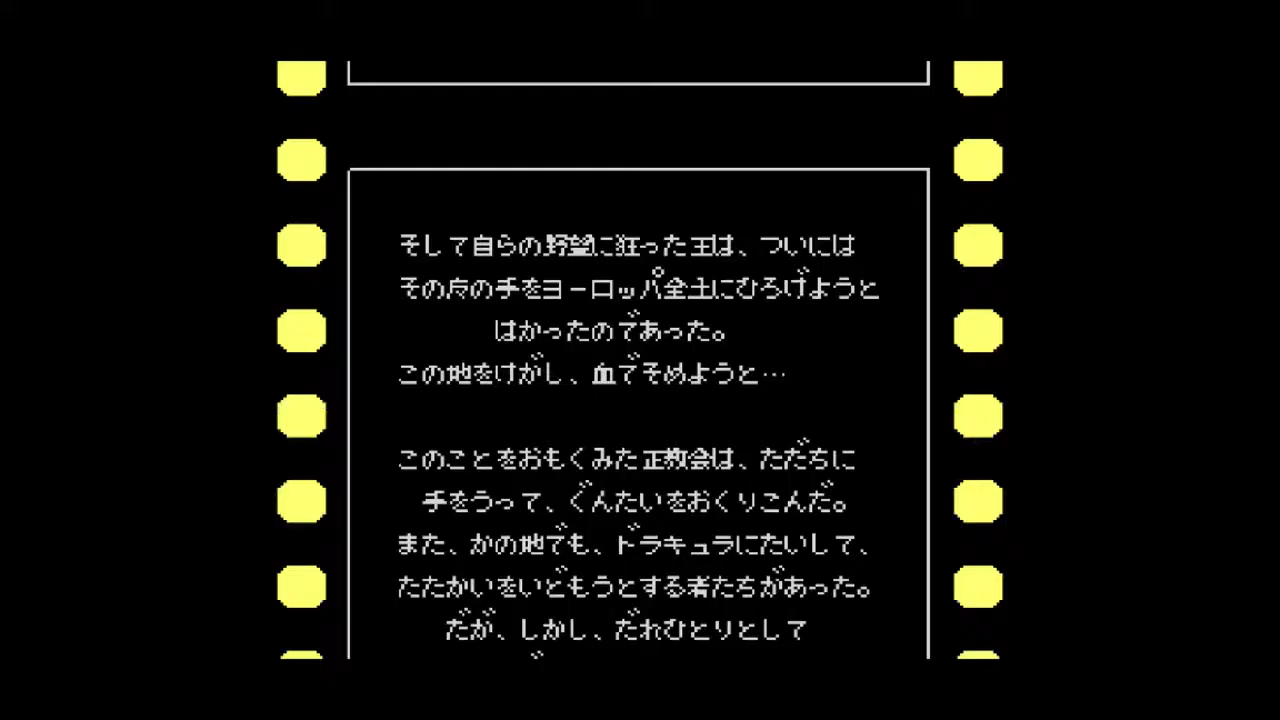 そして自らの野望に狂った王は、ついには
その皮の手をヨーロッパ全土にひろげようと
はかったのであった。
この地をけがし、血でそめようと…
このことをおもくみた正教会は、ただちに
手をうって、ぐんたいをおくりこんだ。
また、かの地でも、ドラキュラにたいして、
たたかいをいどもうとする者たちがあった。
だが、しかし、だれひとりとして